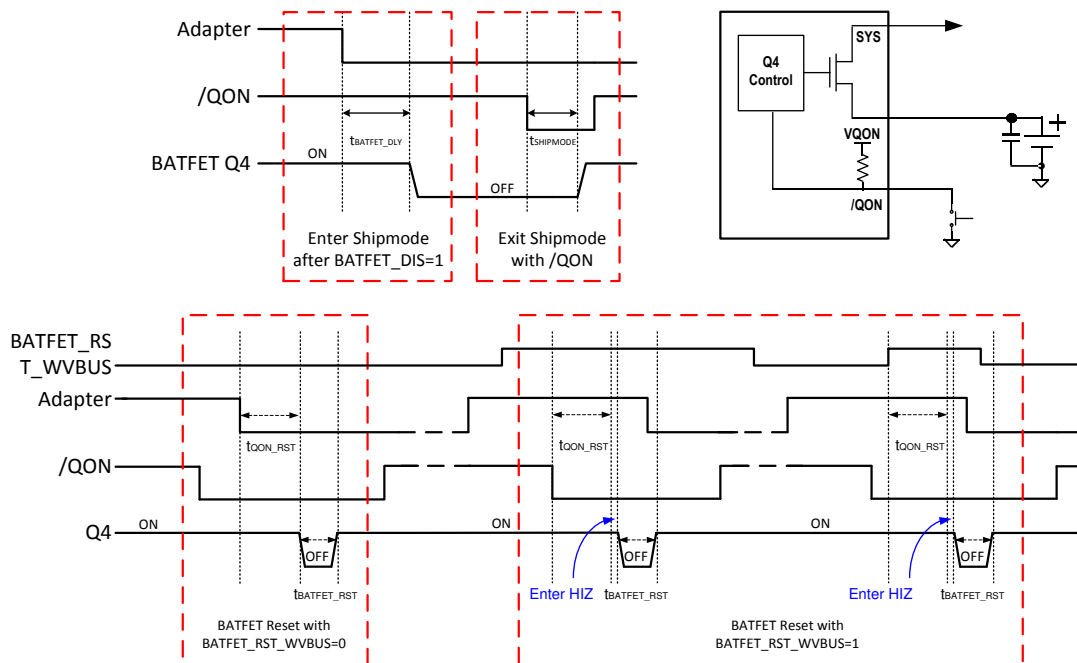 Adapter
/QON
tBATFET_DLY
tSHIPMODE
BATFET Q4
ON
OFF
Enter Shipmode
after BATFET_DIS=1
Exit Shipmode
with /QON
SYS
Q4
Control
VQON
+
/QON
BATFET_RS
T_WVBUS
Adapter
tQON_RST
tQON_RST
tQON_RST
/QON
Q4
ON
OFF
ON
OFF
ON
OFF
tBATFET_RST
Enter HIZ
tBATFET_RST
Enter HIZ
tBATFET_RST
BATFET Reset with
BATFET_RST_WVBUS=0
BATFET Reset with
BATFET_RST_WVBUS=1